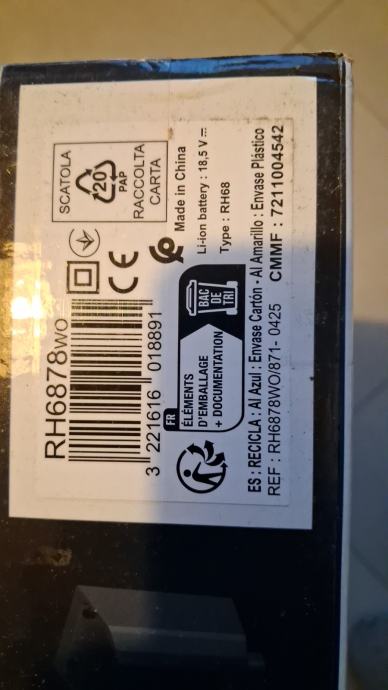 RH6878WO
3 221616 018891
SCATOLA
20
PAP
RACCOLTA
CARTA
CE
Made in China
Li-ion battery : 18,5 V
Type : RH68
FR
ÉLÉMENTS
D'EMBALLAGE
+ DOCUMENTATION
BAC
DE
TRI
ES : RECICLA : Al Azul : Envase Cartón - Al Amarillo : Envase Plástico
REF : RH6878WO/871- 0425 CMMF : 7211004542